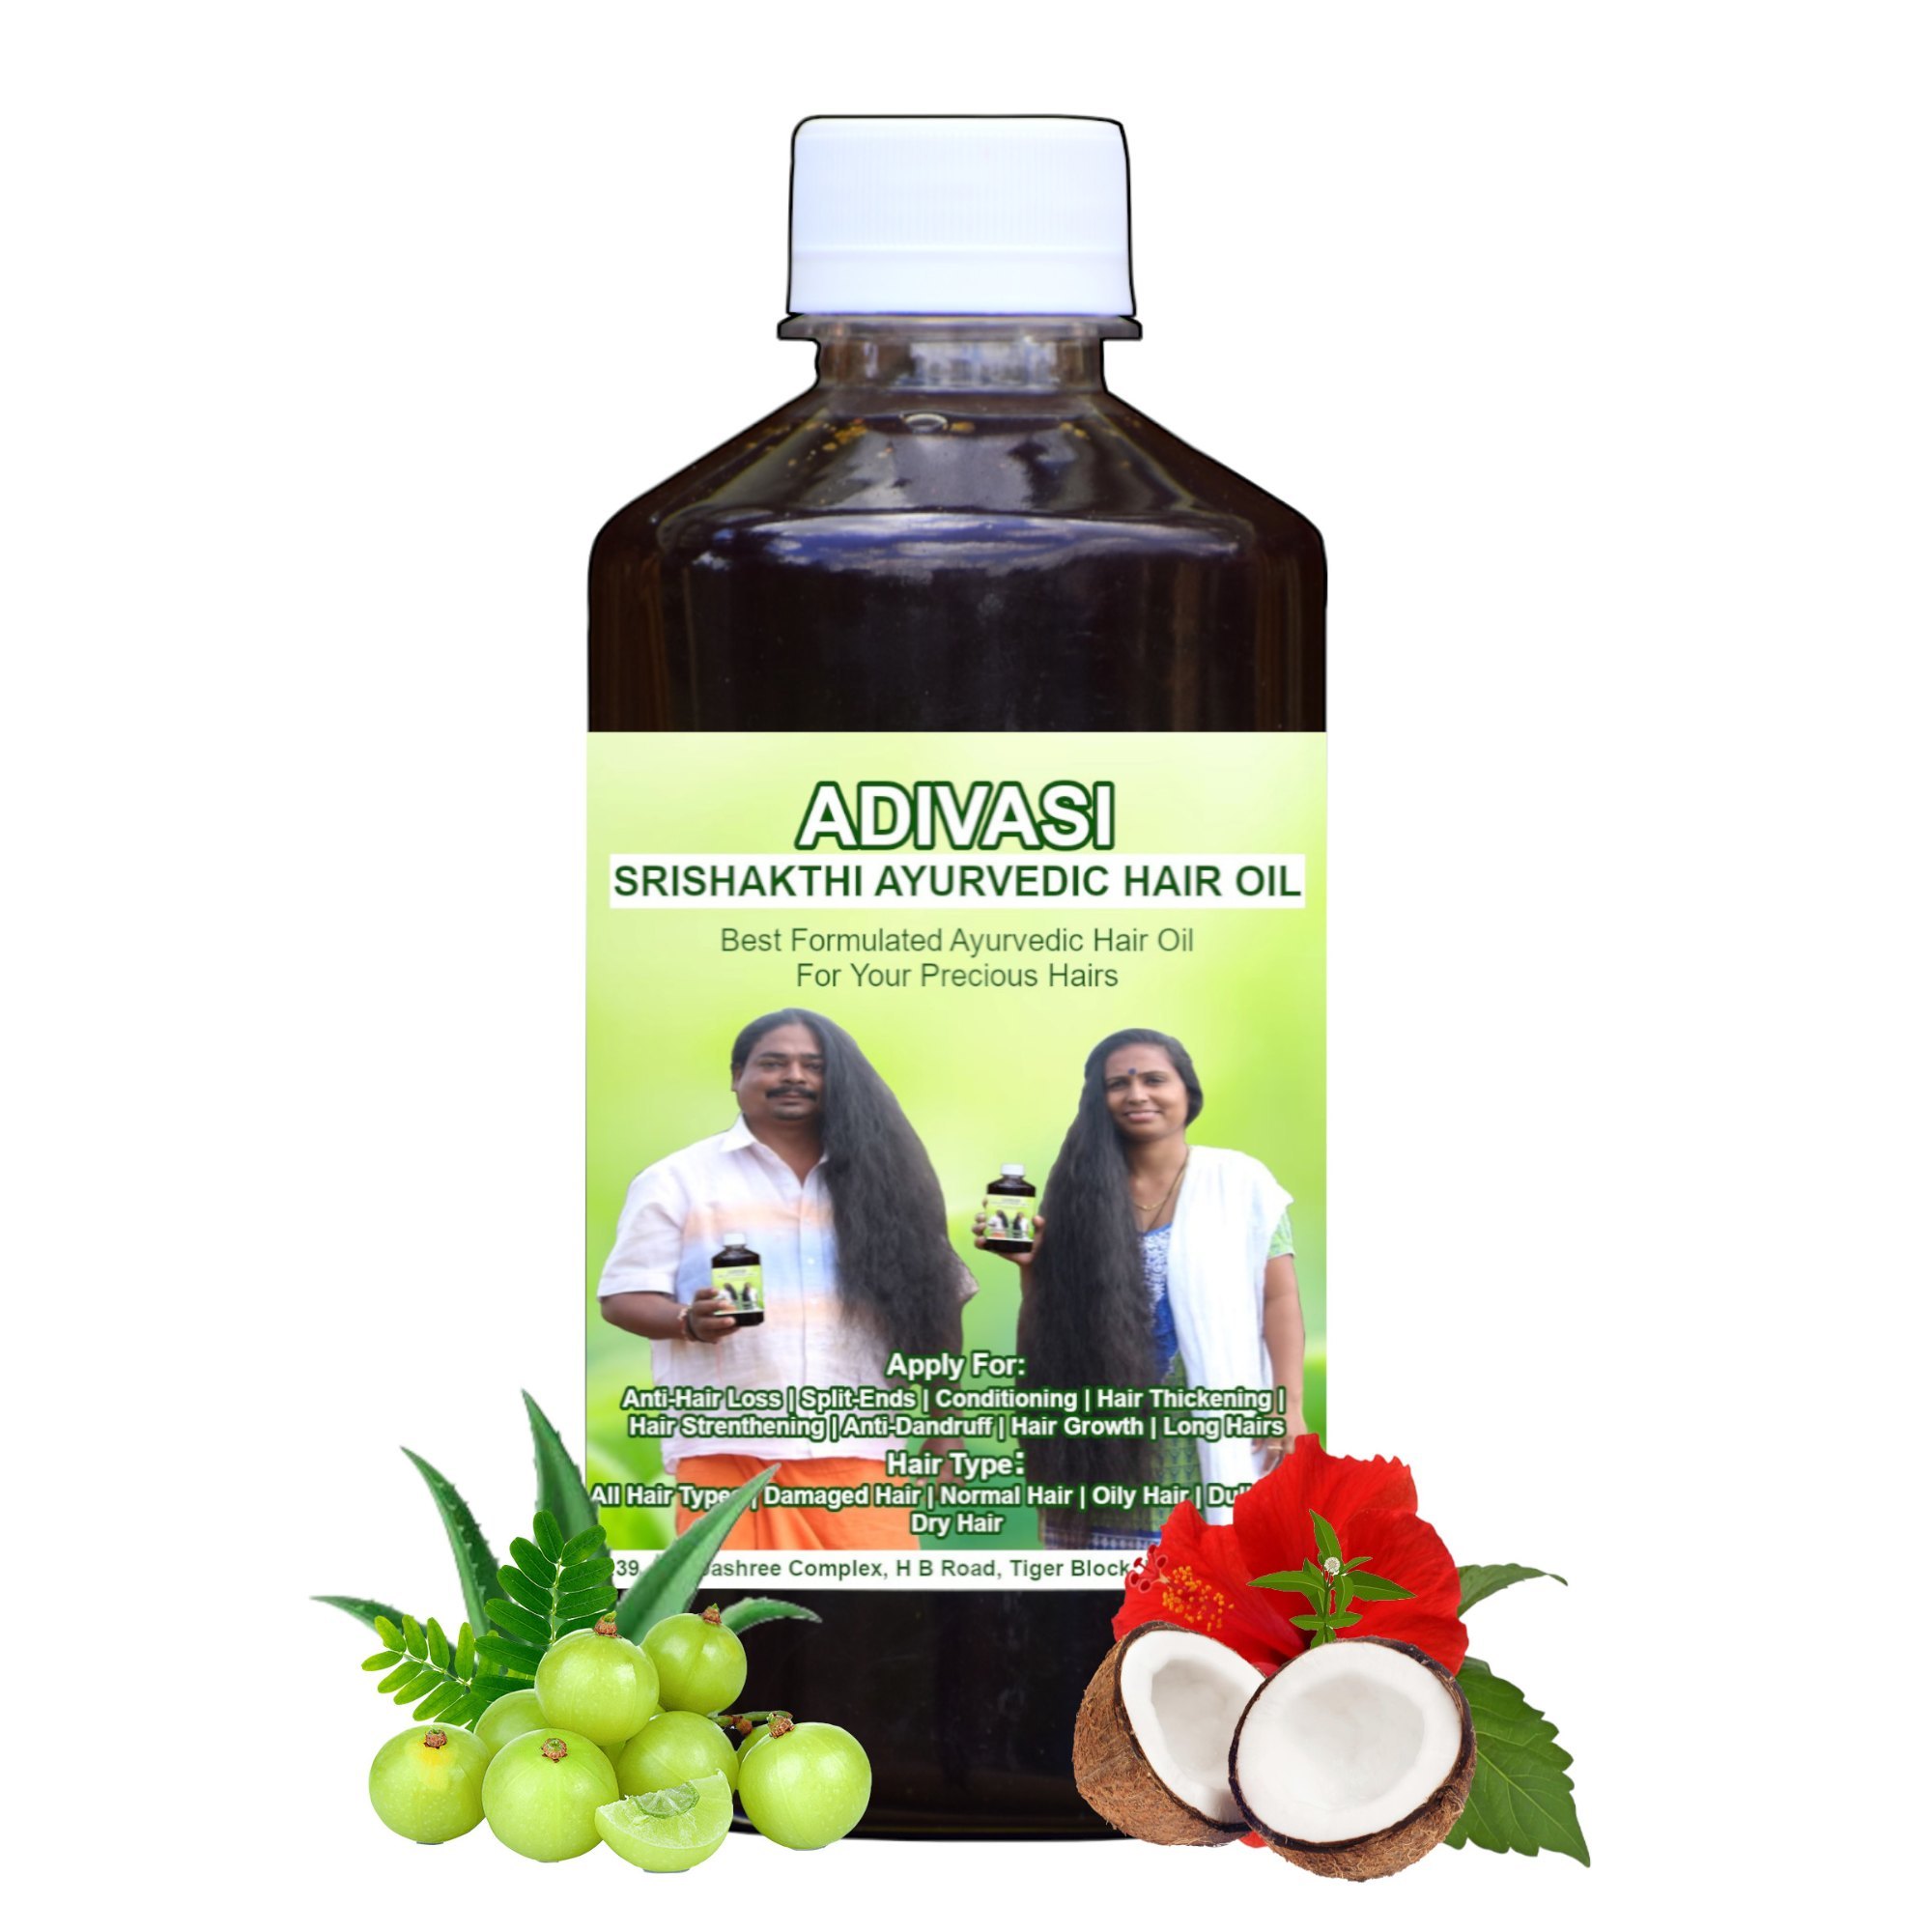 ADIVASI
SRISHAKTHI AYURVEDIC HAIR OIL
Best Formulated Ayurvedic Hair Oil
For Your Precious Hairs
Apply For:
Anti-Hair Loss | Split-Ends | Conditioning | Hair Thickening |
Hair Strenthening | Anti-Dandruff | Hair Growth | Long Hairs
Hair Type:
All Hair Types | Damaged Hair | Normal Hair | Oily Hair |
Dry Hair
39, Complex, H B Road, Tiger Block